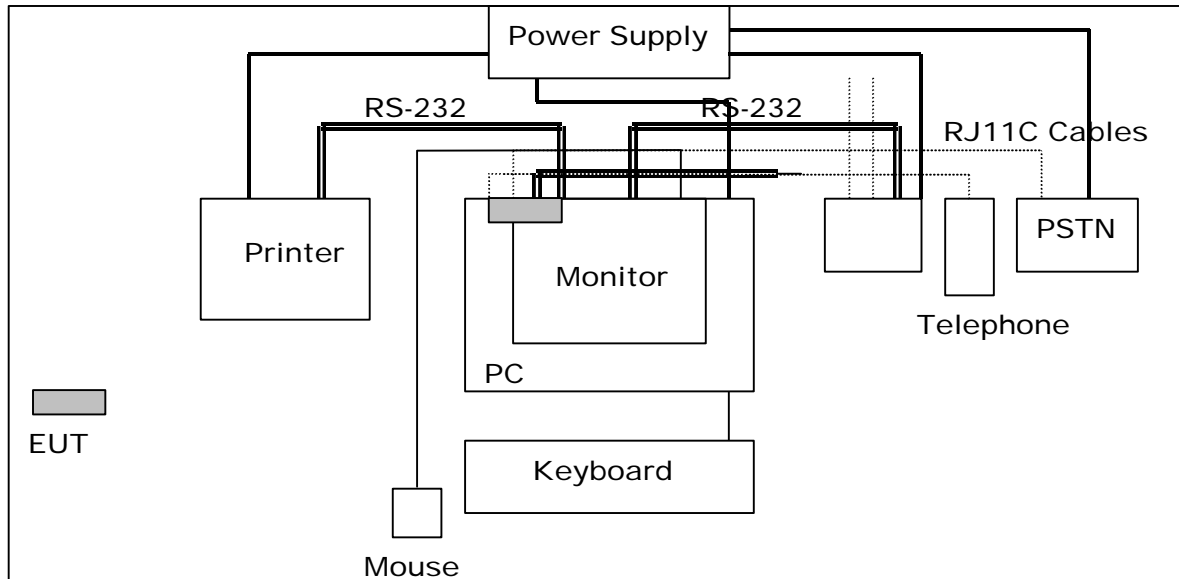 Power Supply
RS-232
RS-232
RJ11C Cables
Printer
Monitor
PSTN
Telephone
PC
EUT
Keyboard
Mouse